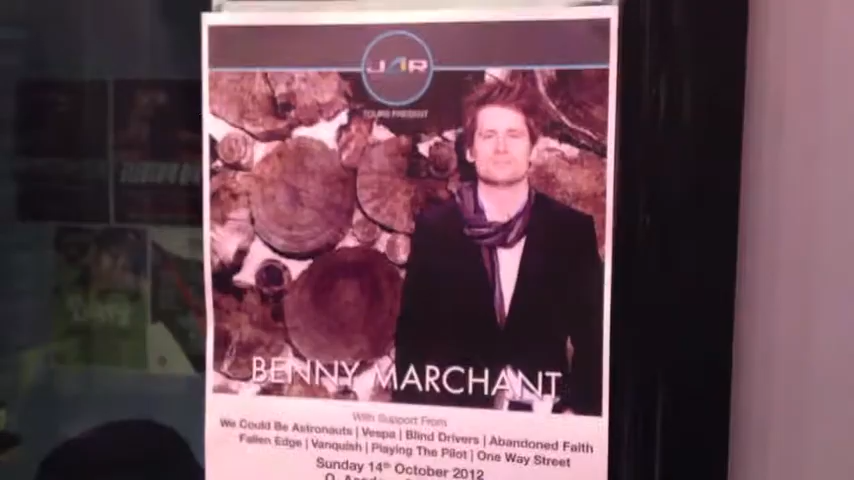 JAR
TOURS PRESENT
BENNY MARCHANT
With Support From
We Could Be Astronauts | Vespa | Blind Drivers | Abandoned Faith
Fallen Edge | Vanquish | Playing The Pilot | One Way Street
Sunday 14th October 2012